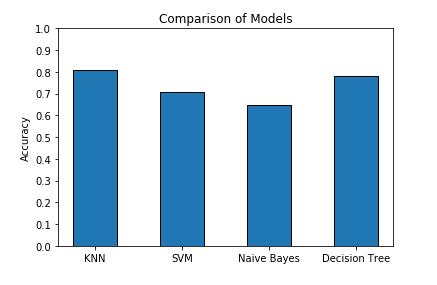 Comparison of Models
1.0
0.9
0.8
0.7
0.6
0.5
0.4
0.3
0.2
0.1
0.0
Accuracy
KNN
SVM
Naive Bayes
Decision Tree